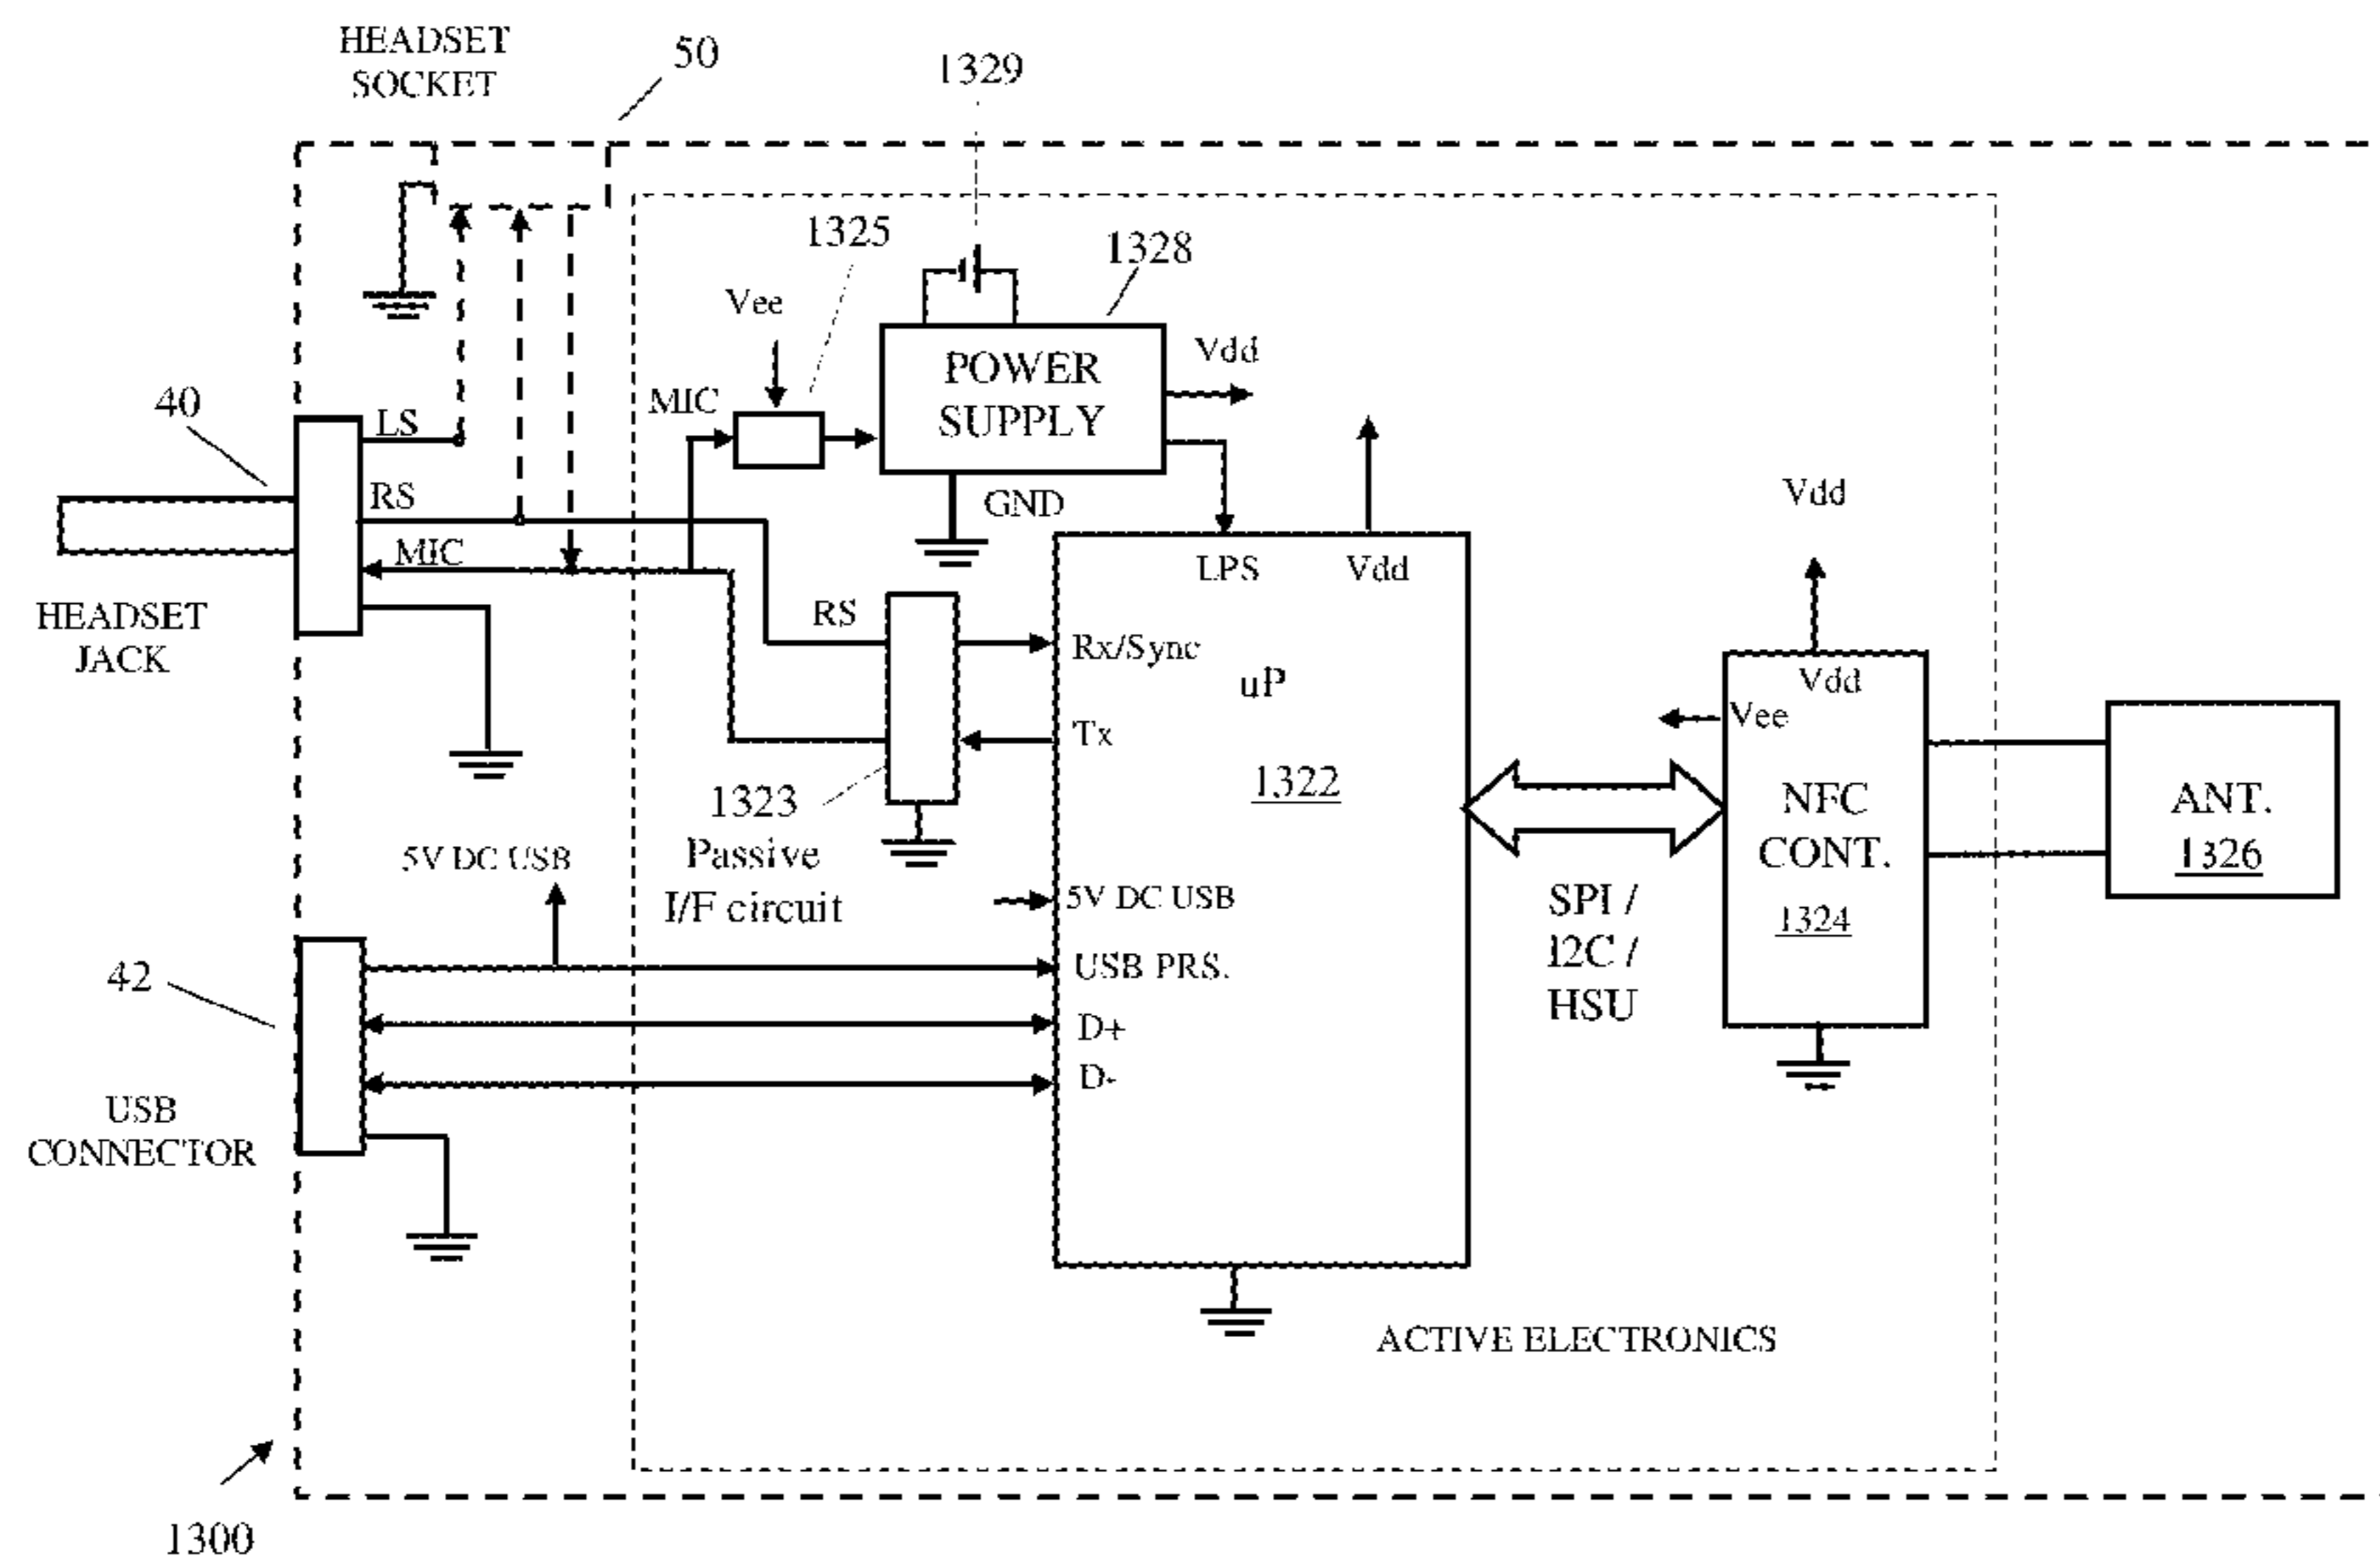 HEADSET
SOCKET
50
1329
1325
1328
Vee
POWER
SUPPLY
Vdd
MIC
40
LS
RS
MIC
GND
Vdd
HEADSET
JACK
LPS
Vdd
RS
Rx/Sync
uP
Tx
1322
Vdd
Vee
NFC
CONT.
1324
ANT.
1326
1323
Passive
I/F circuit
5V DC USB
5V DC USB
SPI /
I2C /
HSU
42
USB PRS.
D+
D-
USB
CONNECTOR
ACTIVE ELECTRONICS
1300